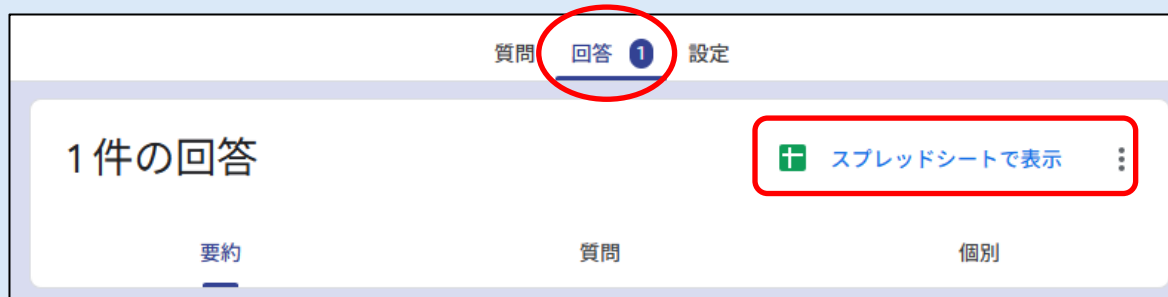 質問 回答 1 設定
1 件の回答 スプレッドシートで表示
要約 質問 個別